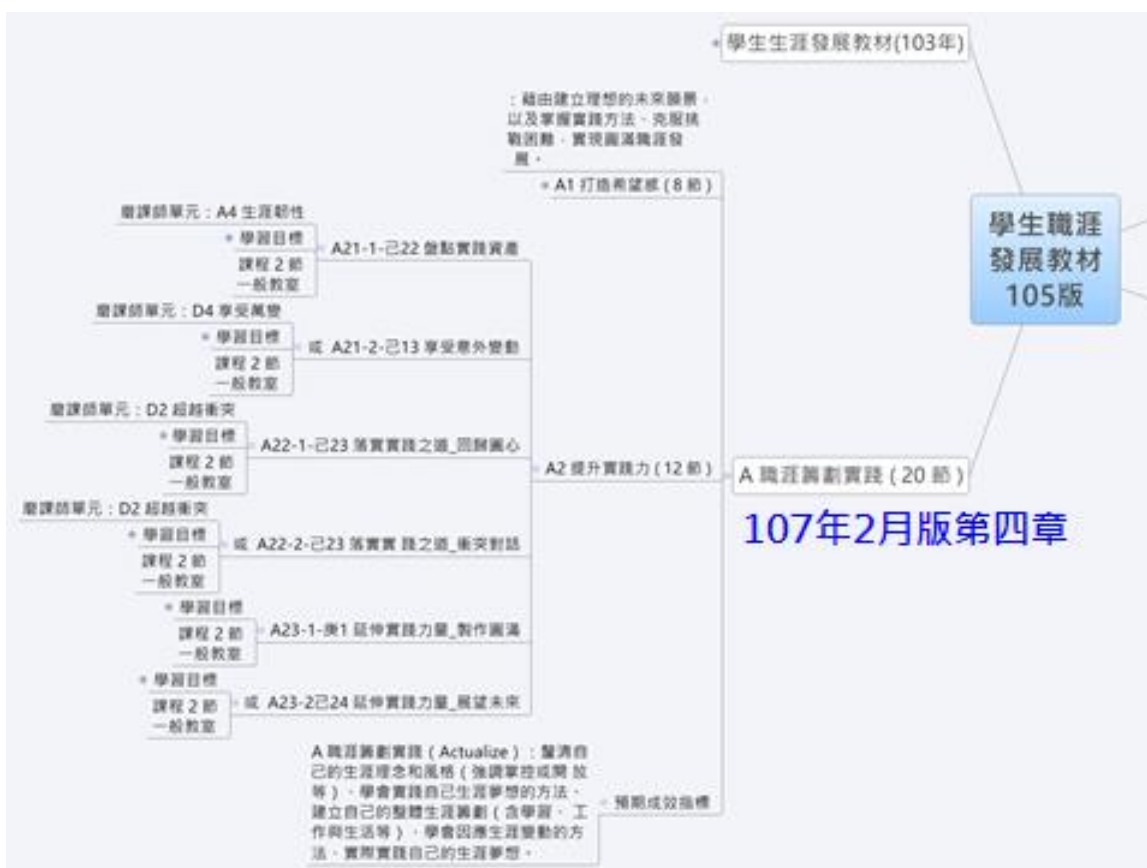 學生生涯發展教材(103年)
：藉由建立理想的未來願景，
以及掌握實踐方法、克服挑
戰困難，實現圓滿職涯發
展。
A1 打造希望感 ( 8 節 )
學生職涯
發展教材
105版
磨課師單元：A4 生涯韌性
學習目標
課程 2 節
一般教室
A21-1-己22 盤點實踐資產
磨課師單元：D4 享受萬變
學習目標
課程 2 節
一般教室
或 A21-2-己13 享受意外變動
磨課師單元：D2 超越衝突
學習目標
課程 2 節
一般教室
A22-1-己23 落實實踐之道_回歸圓心
A2 提升實踐力 ( 12 節 )
A 職涯籌劃實踐 ( 20 節 )
107年2月版第四章
磨課師單元：D2 超越衝突
學習目標
課程 2 節
一般教室
或 A22-2-己23 落實實 踐之道_衝突對話
學習目標
課程 2 節
一般教室
A23-1-庚1 延伸實踐力量_製作圓滿
學習目標
課程 2 節
一般教室
或 A23-2己24 延伸實踐力量_展望未來
A 職涯籌劃實踐 ( Actualize ) ：釐清自
己的生涯理念和風格 ( 強調掌控或開 放
等 ) 、學會實踐自己生涯夢想的方法、
建立自己的整體生涯籌劃 ( 含學習、 工
作與生活等 ) 、學會因應生涯變動的方
法、實際實踐自己的生涯夢想。
預期成效指標